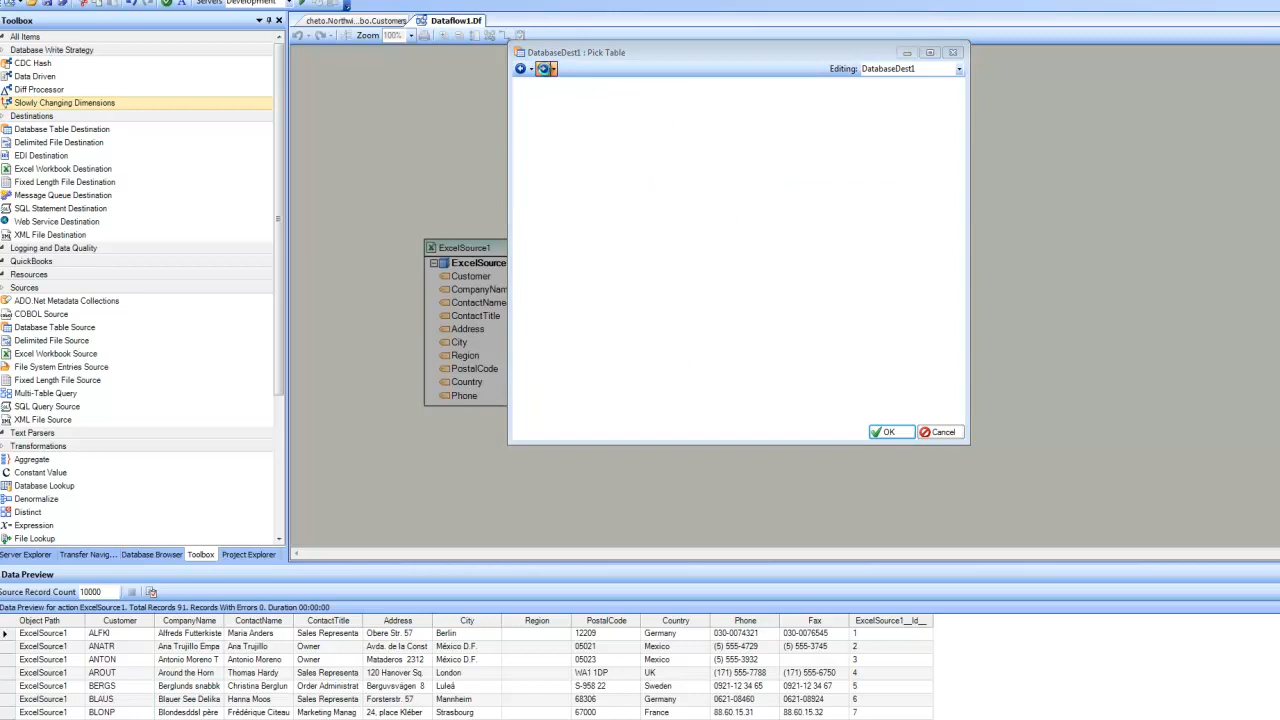 Servers Development
Toolbox
cheto.Northwi...bo.Customers
Dataflow1.Df
Zoom 100%
All Items
Database Write Strategy
CDC Hash
Data Driven
Diff Processor
Slowly Changing Dimensions
Destinations
Database Table Destination
Delimited File Destination
EDI Destination
Excel Workbook Destination
Fixed Length File Destination
Message Queue Destination
SQL Statement Destination
Web Service Destination
XML File Destination
Logging and Data Quality
QuickBooks
Resources
Sources
ADO.Net Metadata Collections
COBOL Source
Database Table Source
Delimited File Source
Excel Workbook Source
File System Entries Source
Fixed Length File Source
Multi-Table Query
SQL Query Source
XML File Source
Text Parsers
Transformations
Aggregate
Constant Value
Database Lookup
Denormalize
Distinct
Expression
File Lookup
Server Explorer Transfer Navig... Database Browser Toolbox Project Explorer
ExcelSource1
ExcelSource
Customer
CompanyNam
ContactName
ContactTitle
Address
City
Region
PostalCode
Country
Phone
DatabaseDest1 : Pick Table
Editing: DatabaseDest1
OK Cancel
Data Preview
Source Record Count 10000
Data Preview for action ExcelSource1. Total Records 91. Records With Errors 0. Duration 00:00:00
Object Path Customer CompanyName ContactName ContactTitle Address City Region PostalCode Country Phone Fax ExcelSource1__Id__
ExcelSource1 ALFKI Alfreds Futterkiste Maria Anders Sales Representa Obere Str. 57 Berlin 12209 Germany 030-0074321 030-0076545 1
ExcelSource1 ANATR Ana Trujillo Empa Ana Trujillo Owner Avda. de la Const México D.F. 05021 Mexico (5) 555-4729 (5) 555-3745 2
ExcelSource1 ANTON Antonio Moreno T Antonio Moreno Owner Mataderos 2312 México D.F. 05023 Mexico (5) 555-3932 3
ExcelSource1 AROUT Around the Horn Thomas Hardy Sales Representa 120 Hanover Sq. London WA1 1DP UK (171) 555-7788 (171) 555-6750 4
ExcelSource1 BERGS Berglunds snabbk Christina Berglun Order Administrat Berguvsvägen 8 Luleå S-958 22 Sweden 0921-12 34 65 0921-12 34 67 5
ExcelSource1 BLAUS Blauer See Delika Hanna Moos Sales Representa Forsterstr. 57 Mannheim 68306 Germany 0621-08460 0621-08924 6
ExcelSource1 BLONP Blondesddsl père Frédérique Citeau Marketing Manag 24, place Kléber Strasbourg 67000 France 88.60.15.31 88.60.15.32 7